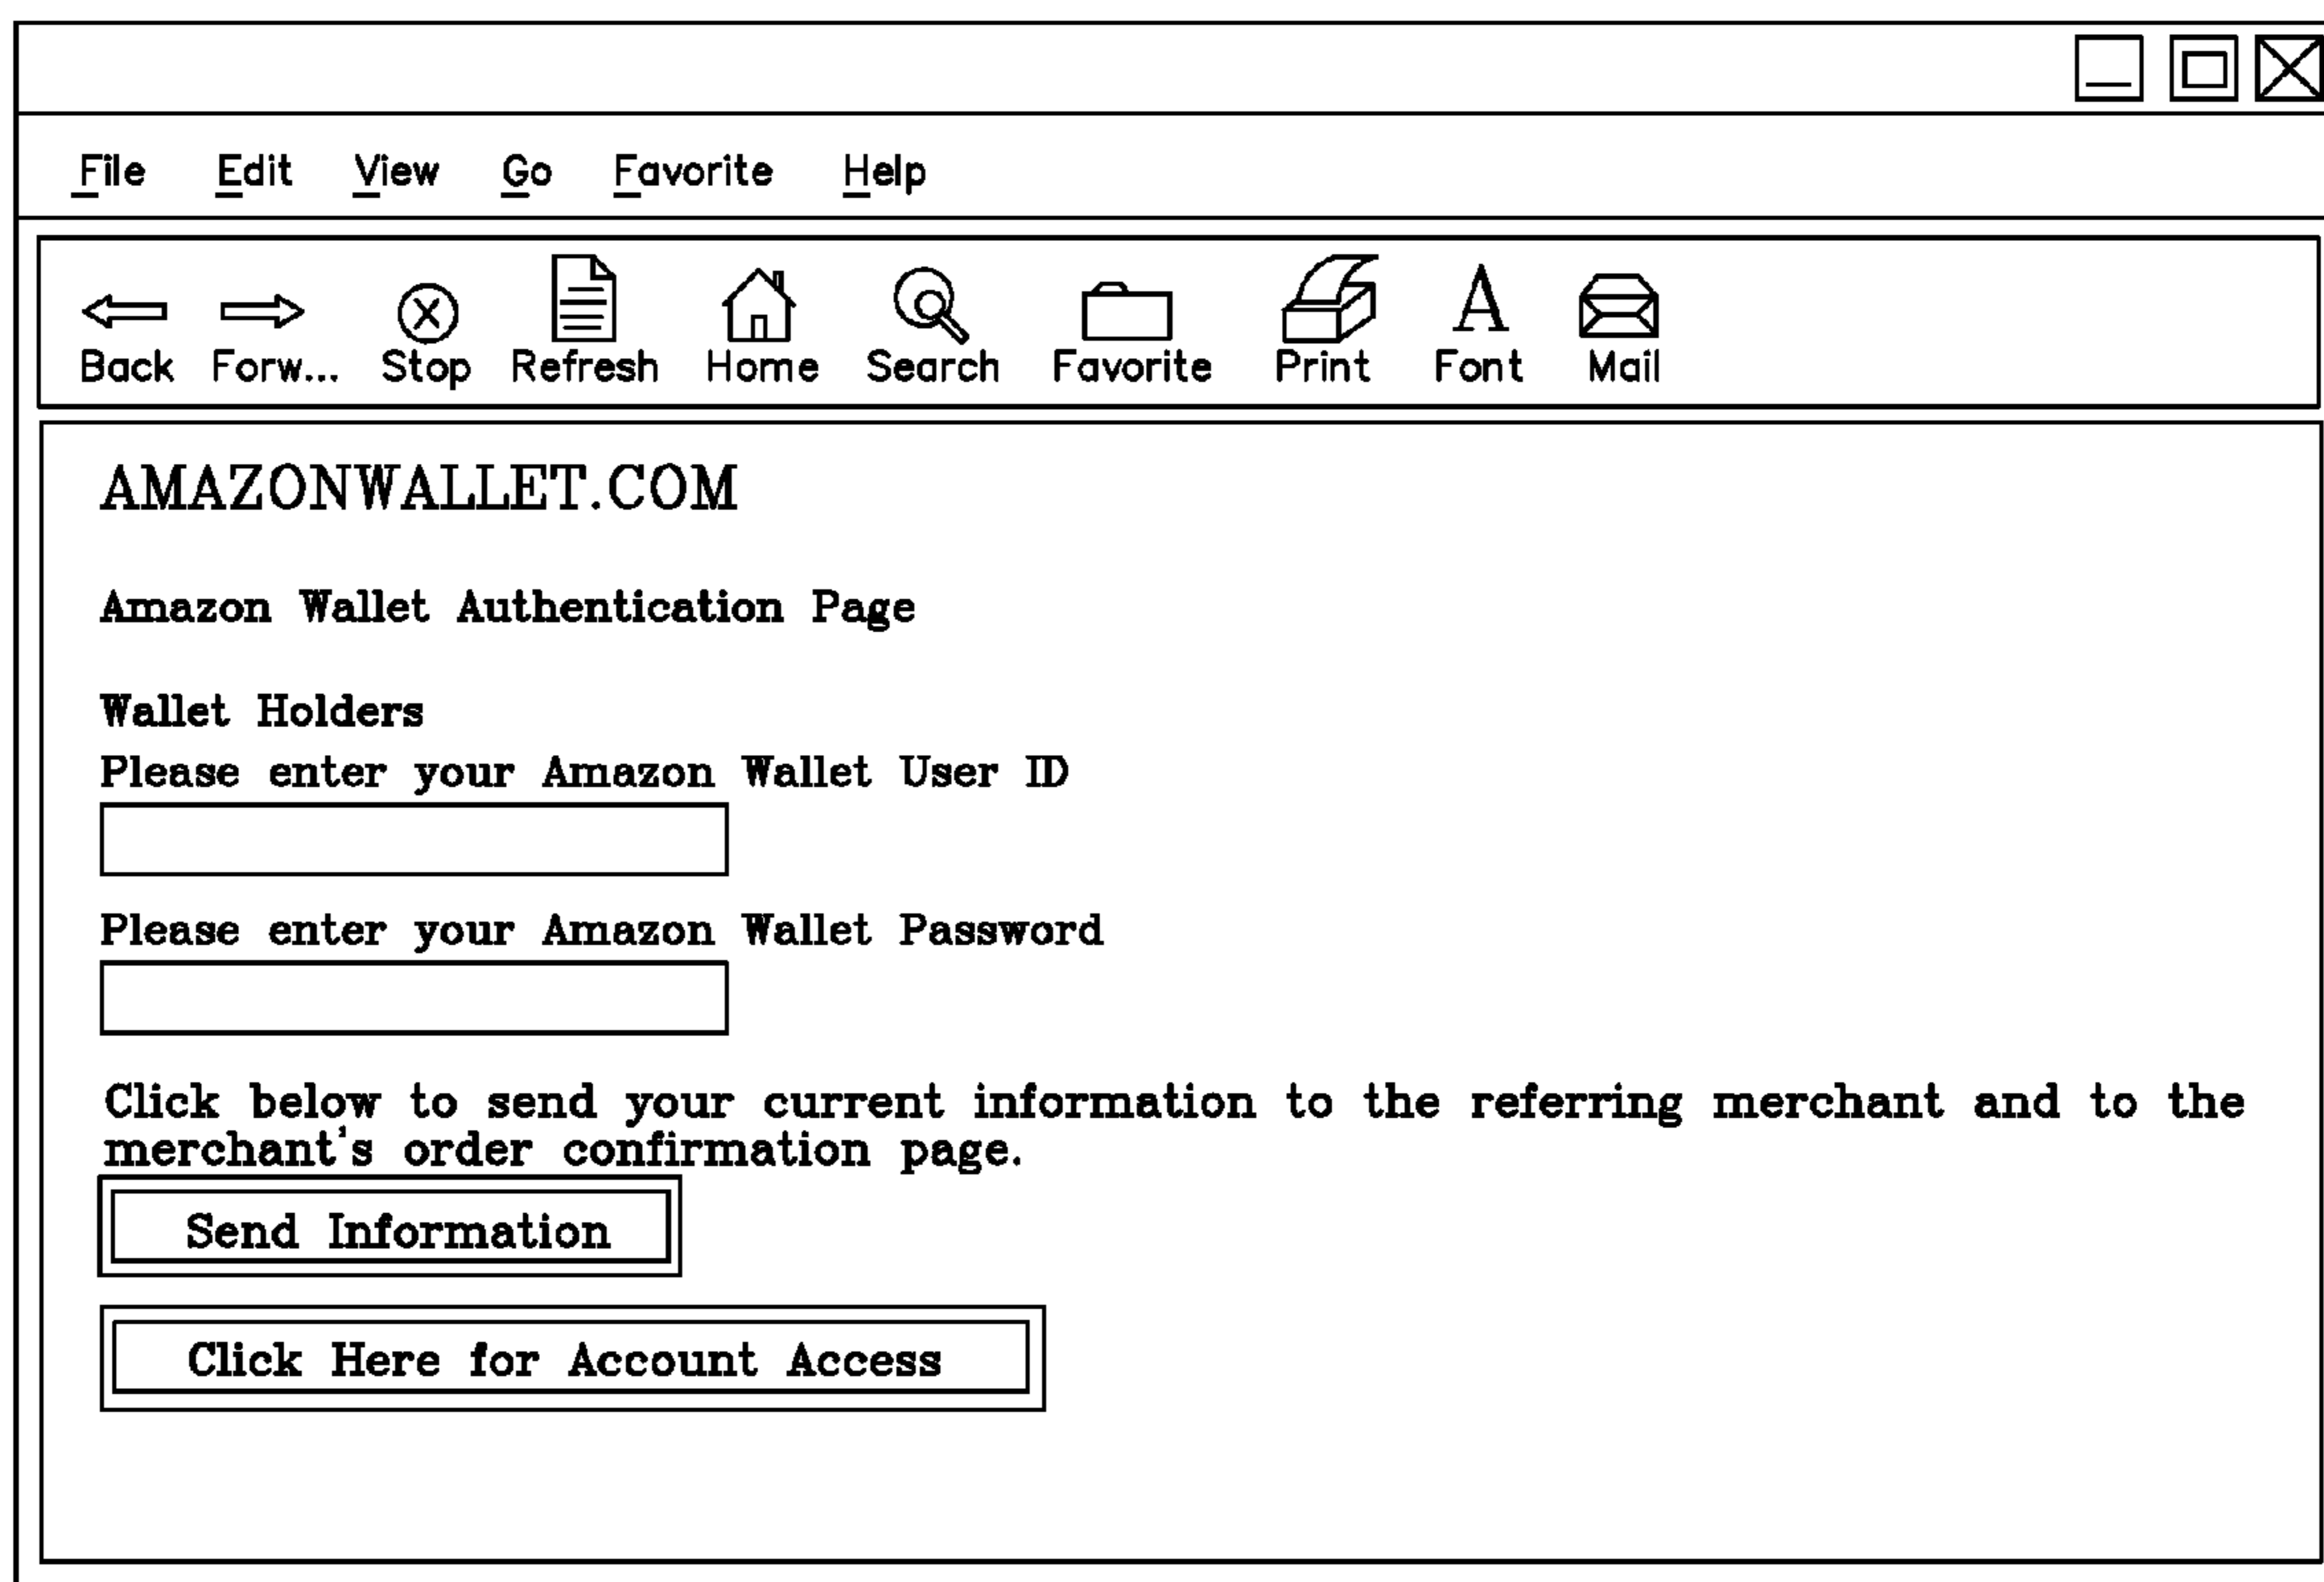 File Edit View Go Favorite Help
Back Forw... Stop Refresh Home Search Favorite Print Font Mail
AMAZONWALLET.COM
Amazon Wallet Authentication Page
Wallet Holders
Please enter your Amazon Wallet User ID
Please enter your Amazon Wallet Password
Click below to send your current information to the referring merchant and to the
merchant's order confirmation page.
Send Information
Click Here for Account Access